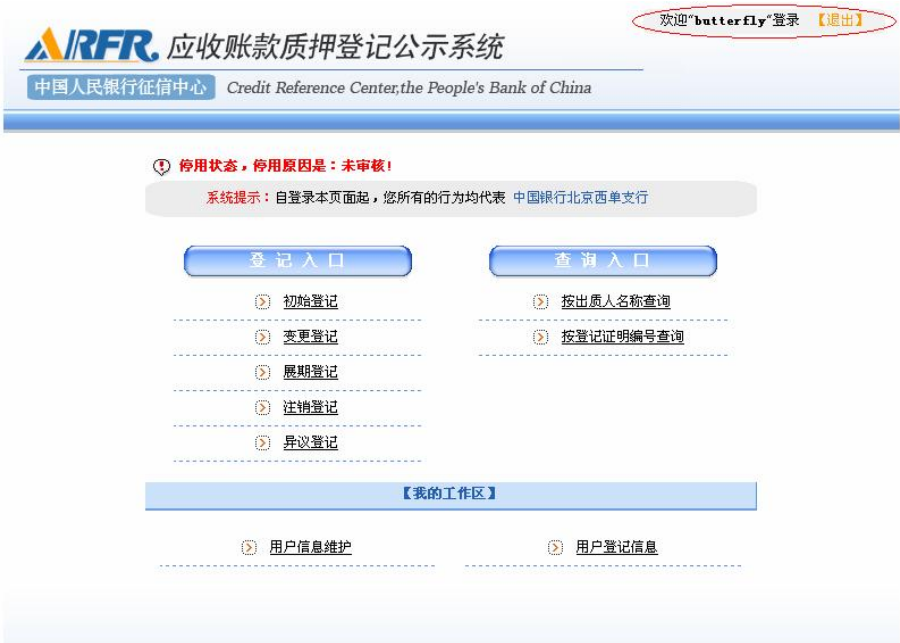 欢迎"butterfly"登录 【退出】
ARFR. 应收账款质押登记公示系统
中国人民银行征信中心 Credit Reference Center,the People's Bank of China
停用状态，停用原因是：未审核！
系统提示：自登录本页面起，您所有的行为均代表 中国银行北京西单支行
登记入口 查询入口
初始登记 按出质人名称查询
变更登记 按登记证明编号查询
展期登记
注销登记
异议登记
【我的工作区】
用户信息维护 用户登记信息